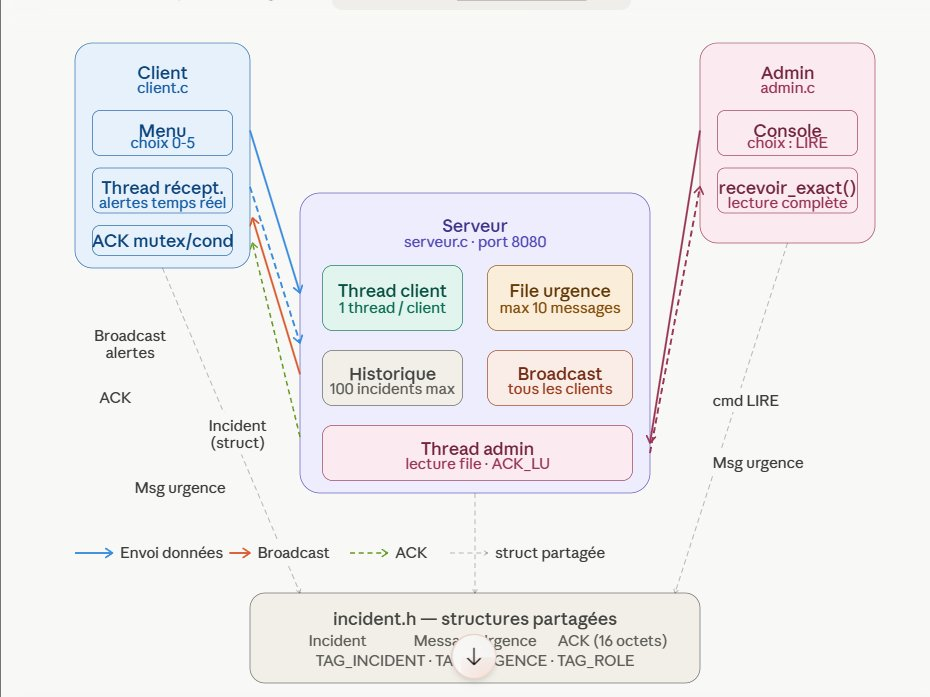 Client
client.c
Menu
choix 0-5
Thread récept.
alertes temps réel
ACK mutex/cond
Admin
admin.c
Console
choix : LIRE
recevoir_exact()
lecture complète
Serveur
serveur.c · port 8080
Thread client
1 thread / client
File urgence
max 10 messages
Historique
100 incidents max
Broadcast
tous les clients
Thread admin
lecture file · ACK_LU
Broadcast
alertes
ACK
Incident
(struct)
Msg urgence
cmd LIRE
Msg urgence
Envoi données
Broadcast
ACK
struct partagée
incident.h — structures partagées
Incident
ACK (16 octets)
TAG_INCIDENT · · TAG_ROLE